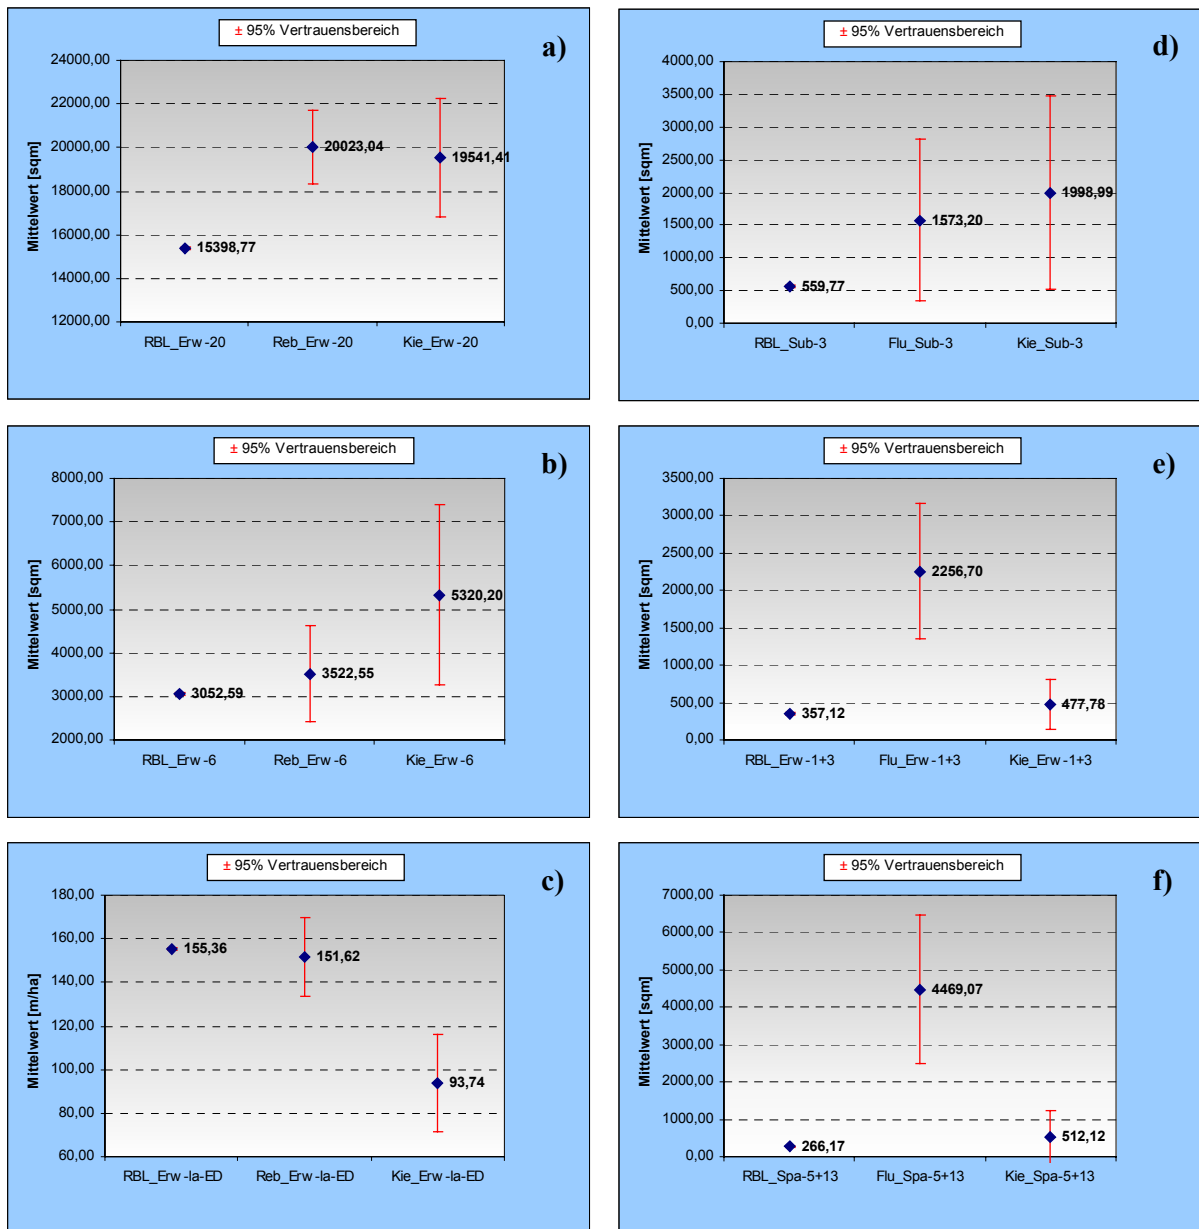 ± 95% Vertrauensbereich
a)
Mittelwert [sqm]
24000,00
22000,00
20000,00
18000,00
16000,00
14000,00
12000,00
15398,77
20023,04
19541,41
RBL_Erw-20
Reb_Erw-20
Kie_Erw-20
± 95% Vertrauensbereich
d)
Mittelwert [sqm]
4000,00
3500,00
3000,00
2500,00
2000,00
1500,00
1000,00
500,00
0,00
559,77
1573,20
1998,99
RBL_Sub-3
Flu_Sub-3
Kie_Sub-3
± 95% Vertrauensbereich
b)
Mittelwert [sqm]
8000,00
7000,00
6000,00
5000,00
4000,00
3000,00
2000,00
3052,59
3522,55
5320,20
RBL_Erw-6
Reb_Erw-6
Kie_Erw-6
± 95% Vertrauensbereich
e)
Mittelwert [sqm]
3500,00
3000,00
2500,00
2000,00
1500,00
1000,00
500,00
0,00
357,12
2256,70
477,78
RBL_Erw-1+3
Flu_Erw-1+3
Kie_Erw-1+3
± 95% Vertrauensbereich
c)
Mittelwert [m/ha]
180,00
160,00
140,00
120,00
100,00
80,00
60,00
155,36
151,62
93,74
RBL_Erw-la-ED
Reb_Erw-la-ED
Kie_Erw-la-ED
± 95% Vertrauensbereich
f)
Mittelwert [sqm]
7000,00
6000,00
5000,00
4000,00
3000,00
2000,00
1000,00
0,00
266,17
4469,07
512,12
RBL_Spa-5+13
Flu_Spa-5+13
Kie_Spa-5+13